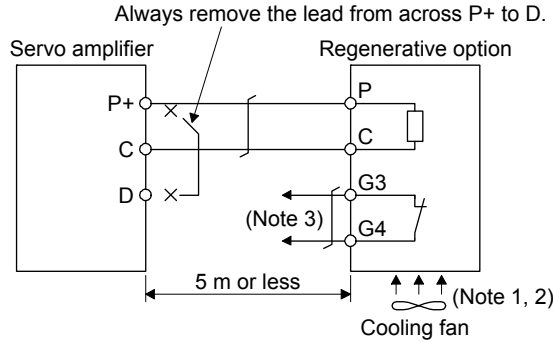 Always remove the lead from across P+ to D.
Servo amplifier
Regenerative option
P+
C
D
P
C
G3
G4
(Note 3)
5 m or less
(Note 1, 2)
Cooling fan